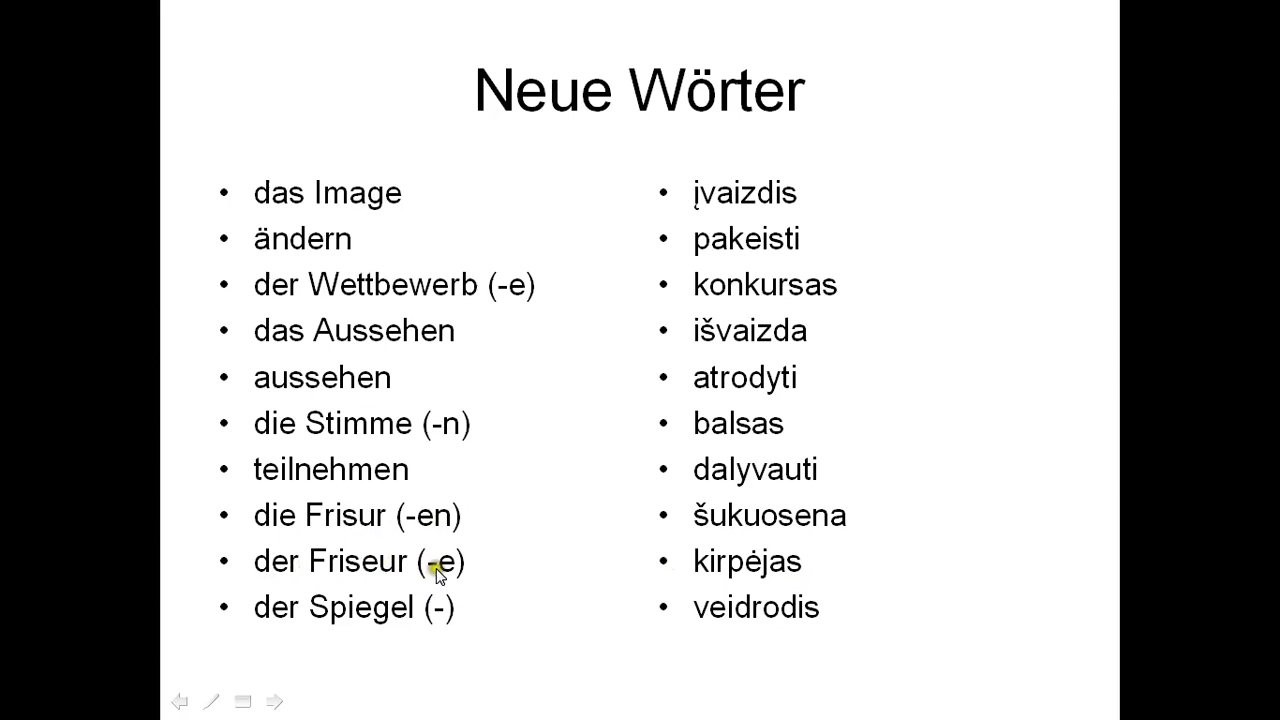 Neue Wörter
• das Image
• ändern
• der Wettbewerb (-e)
• das Aussehen
• aussehen
• die Stimme (-n)
• teilnehmen
• die Frisur (-en)
• der Friseur (-e)
• der Spiegel (-)
• įvaizdis
• pakeisti
• konkursas
• išvaizda
• atrodyti
• balsas
• dalyvauti
• šukuosena
• kirpėjas
• veidrodis